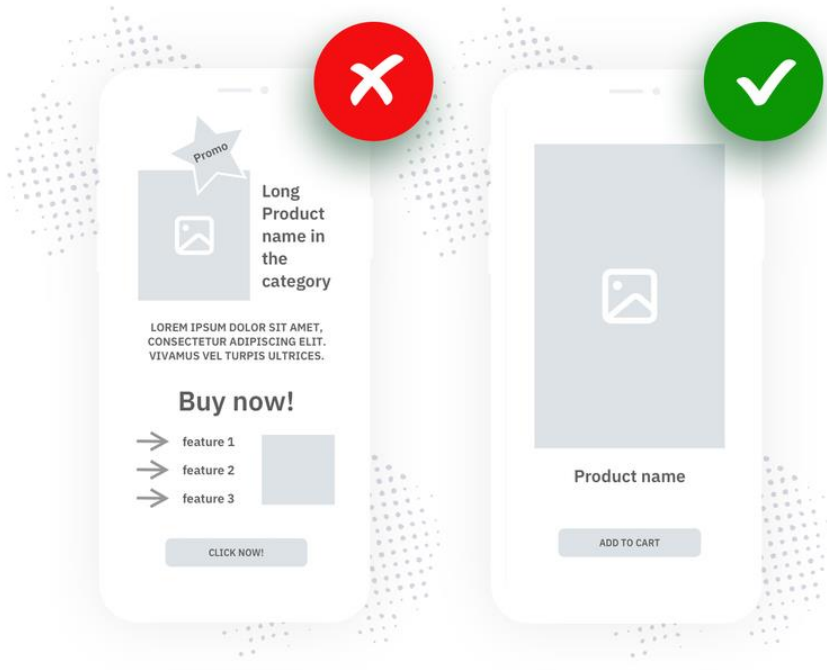 Promo
Long
Product
name in
the
category
LOREM IPSUM DOLOR SIT AMET,
CONSECTETUR ADIPISCING ELIT.
VIVAMUS VEL TURPIS ULTRICES.
Buy now!
feature 1
feature 2
feature 3
CLICK NOW!
Product name
ADD TO CART